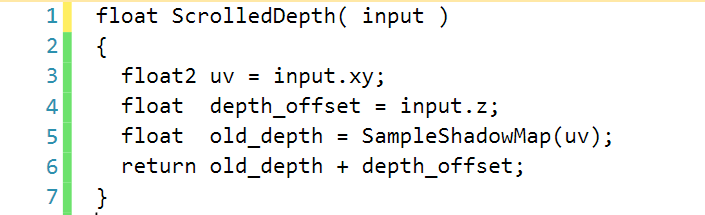 1 float ScrolledDepth( input )
2 {
3 float2 uv = input.xy;
4 float  depth_offset = input.z;
5 float  old_depth = SampleShadowMap(uv);
6 return old_depth + depth_offset;
7 }